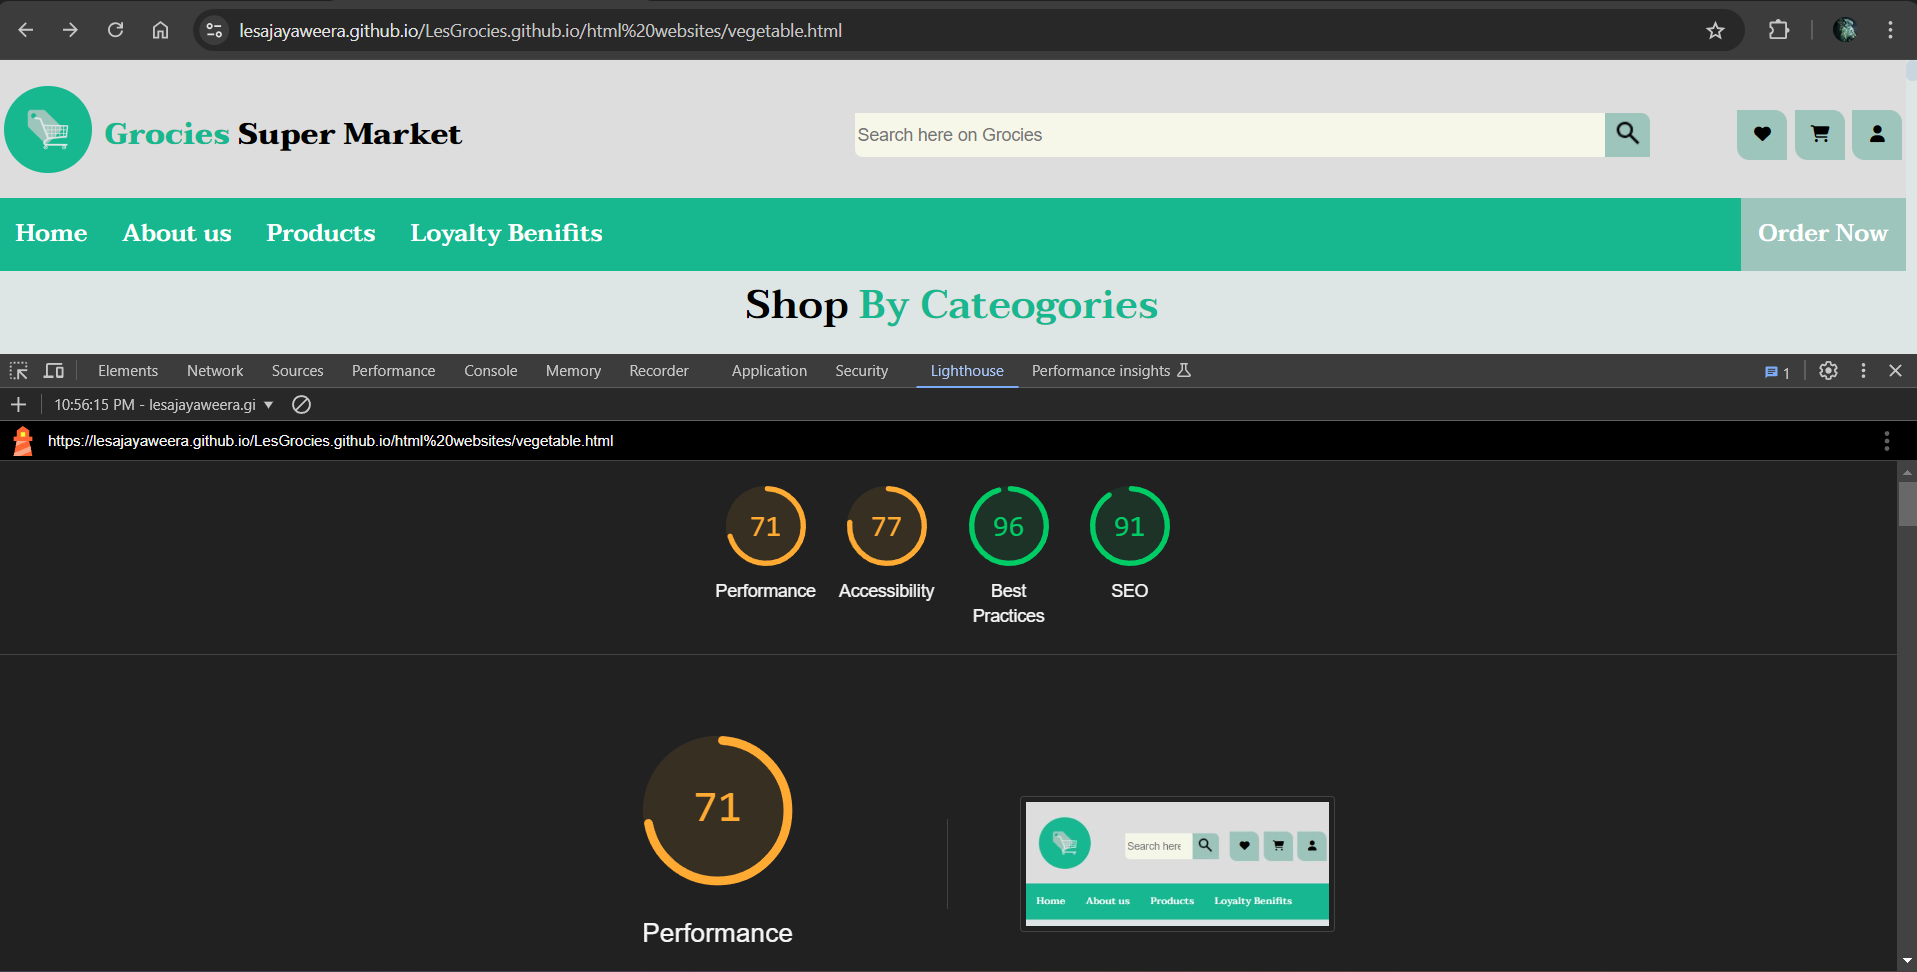 lesajayaweera.github.io/LesGrocies.github.io/html%20websites/vegetable.html
Grocies Super Market
Search here on Grocies
Home About us Products Loyalty Benifits Order Now
Shop By Cateogories
Elements Network Sources Performance Console Memory Recorder Application Security Lighthouse Performance insights 1
10:56:15 PM - lesajayaweera.gi
https://lesajayaweera.github.io/LesGrocies.github.io/html%20websites/vegetable.html
71 77 96 91
Performance Accessibility Best Practices SEO
71
Performance
Search here
Home About us Products Loyalty Benifits